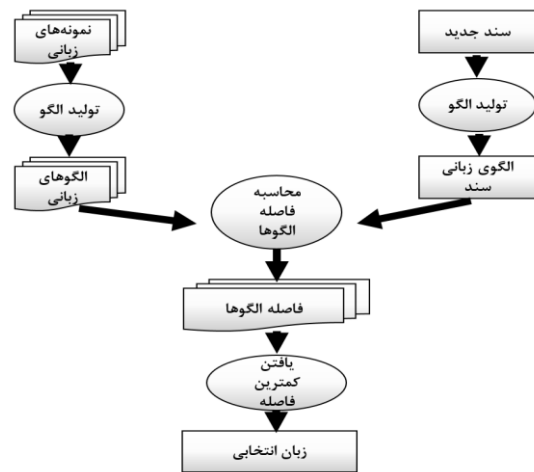 نمونه‌های
زبانی
سند جدید
تولید الگو
تولید الگو
الگوهای
زبانی
الگوی زبانی
سند
محاسبه
فاصله
الگوها
فاصله الگوها
یافتن
کمترین
فاصله
زبان انتخابی